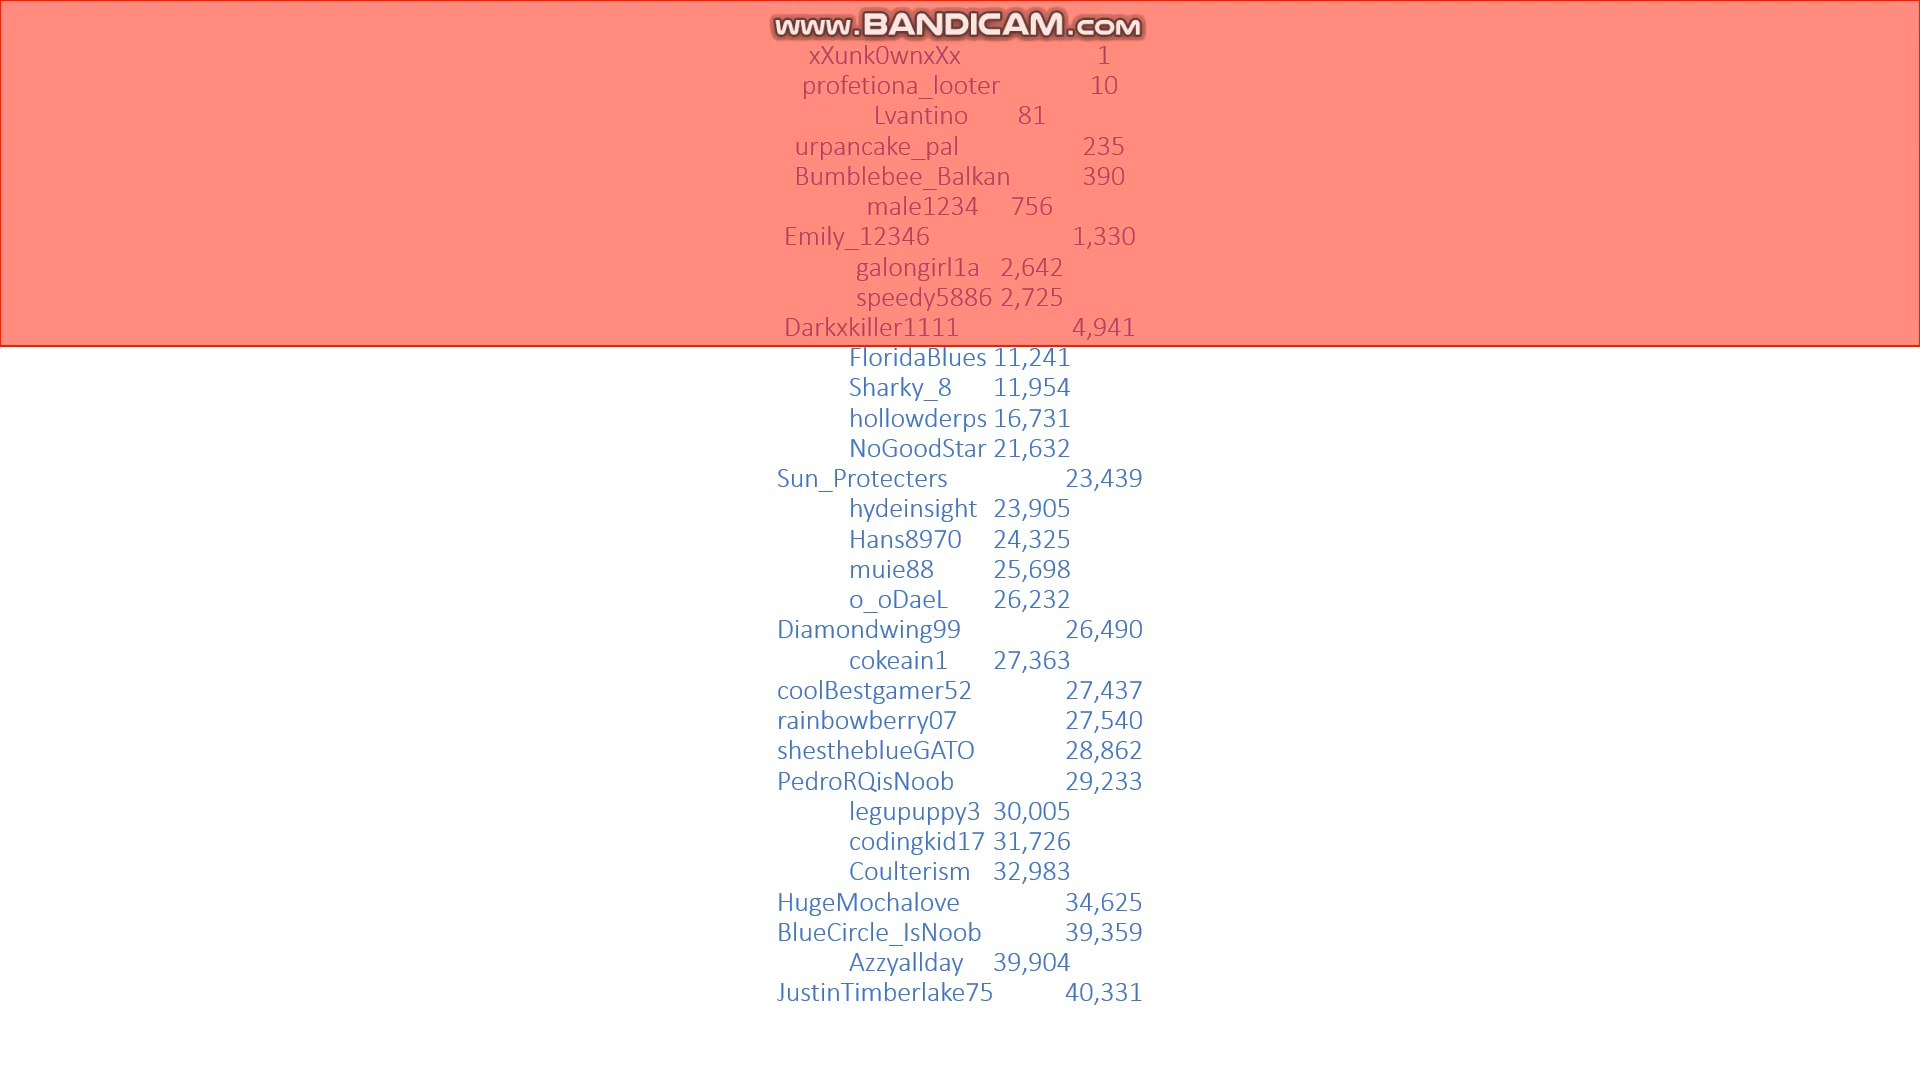 www.BANDICAM.com
xXunk0wnxXx 1
profetiona_looter 10
Lvantino 81
urpancake_pal 235
Bumblebee_Balkan 390
male1234 756
Emily_12346 1,330
galongirl1a 2,642
speedy5886 2,725
Darkxkiller1111 4,941
FloridaBlues 11,241
Sharky_8 11,954
hollowderps 16,731
NoGoodStar 21,632
Sun_Protecters 23,439
hydeinsight 23,905
Hans8970 24,325
muie88 25,698
o_oDaeL 26,232
Diamondwing99 26,490
cokeain1 27,363
coolBestgamer52 27,437
rainbowberry07 27,540
shestheblueGATO 28,862
PedroRQisNoob 29,233
legupuppy3 30,005
codingkid17 31,726
Coulterism 32,983
HugeMochalove 34,625
BlueCircle_IsNoob 39,359
Azzyallday 39,904
JustinTimberlake75 40,331